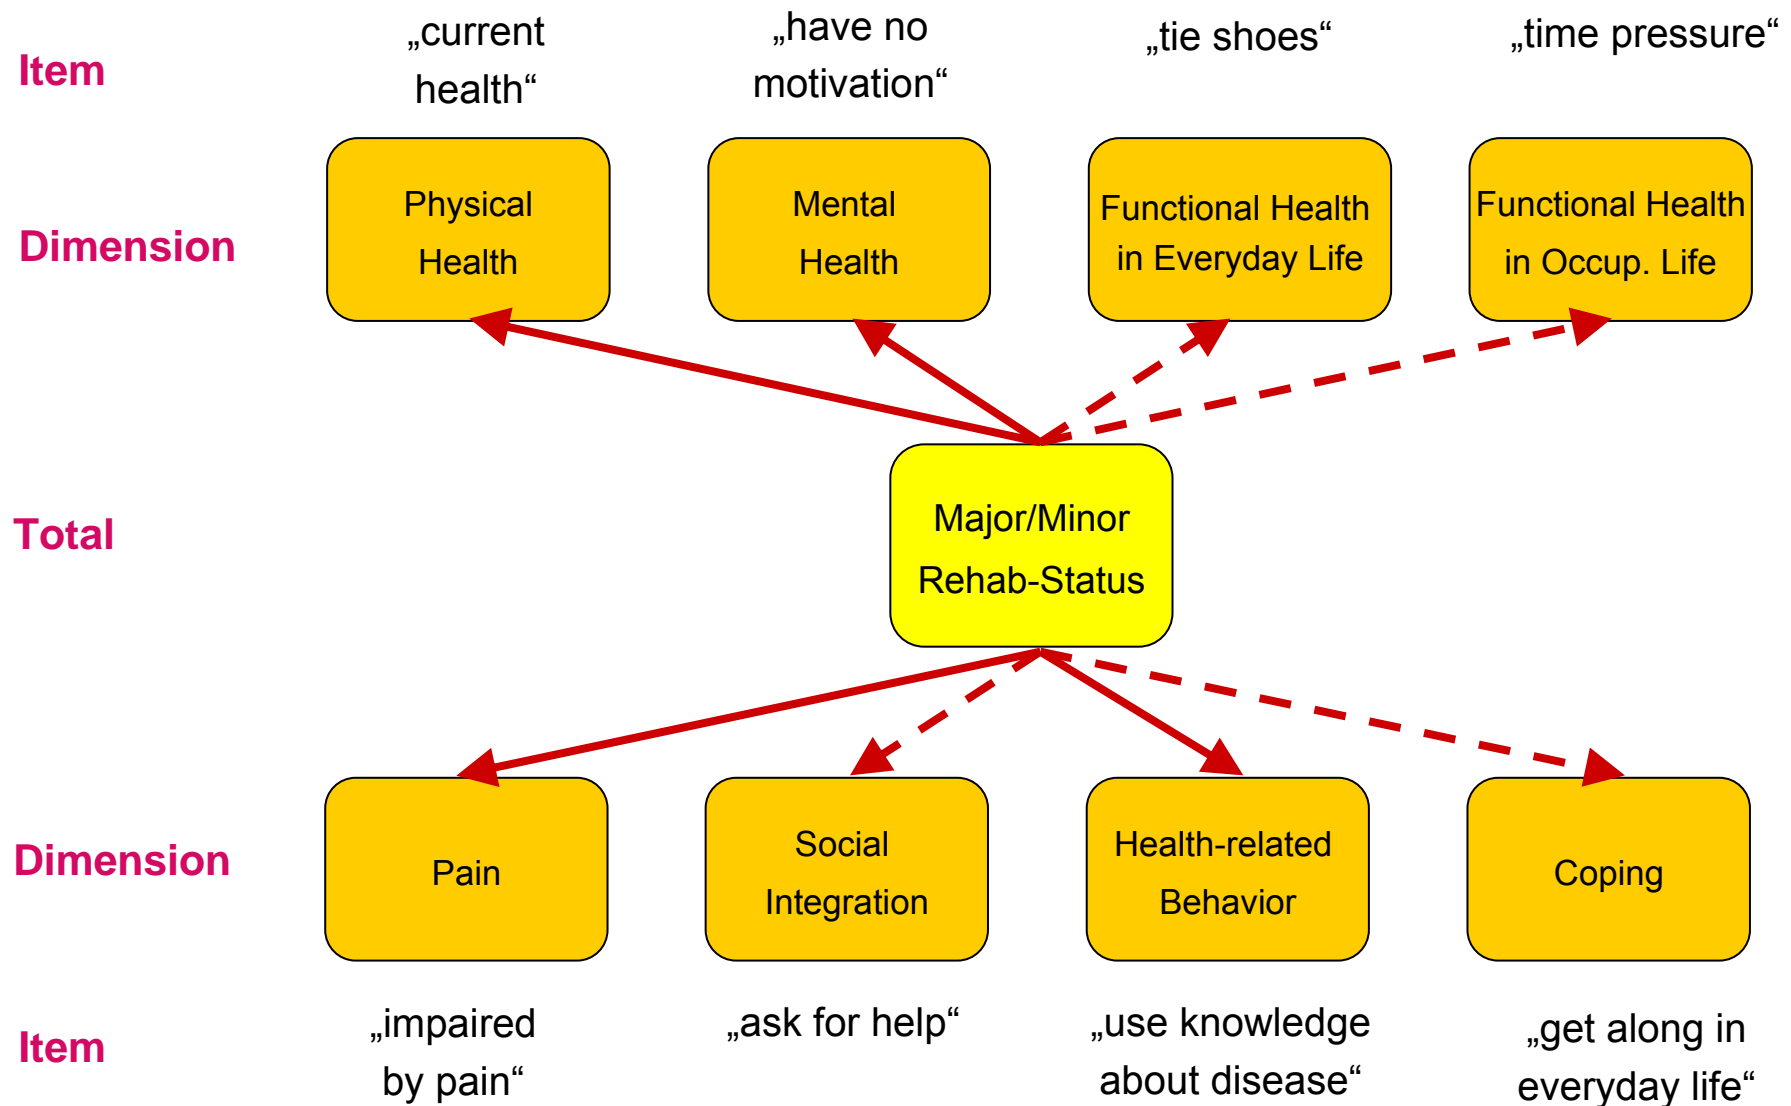 Item
„current
health“
„have no
motivation“
„tie shoes“
„time pressure“
Dimension
Physical
Health
Mental
Health
Functional Health
in Everyday Life
Functional Health
in Occup. Life
Total
Major/Minor
Rehab-Status
Dimension
Pain
Social
Integration
Health-related
Behavior
Coping
Item
„impaired
by pain“
„ask for help“
„use knowledge
about disease“
„get along in
everyday life“